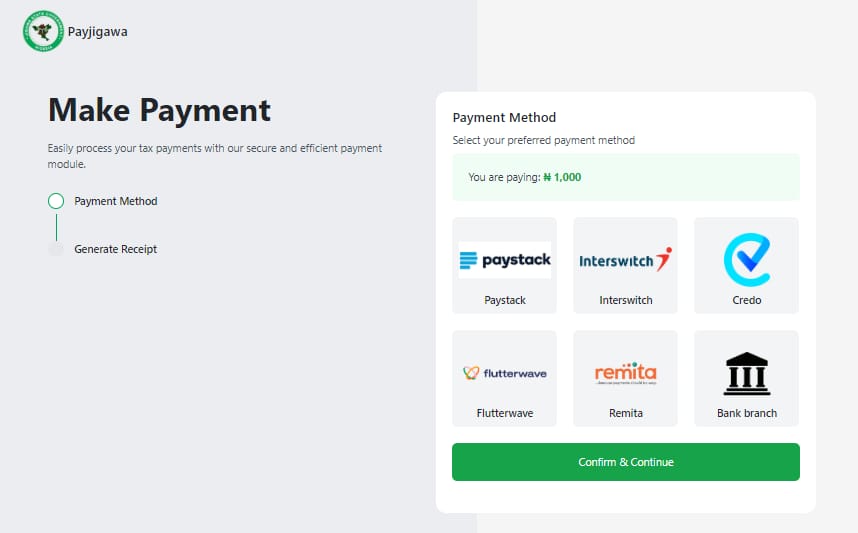 Payjigawa
Make Payment
Easily process your tax payments with our secure and efficient payment
module.
Payment Method
Generate Receipt
Payment Method
Select your preferred payment method
You are paying: ₦ 1,000
paystack
Interswitch
Paystack
Interswitch
Credo
flutterwave
remita
Flutterwave
Remita
Bank branch
Confirm & Continue